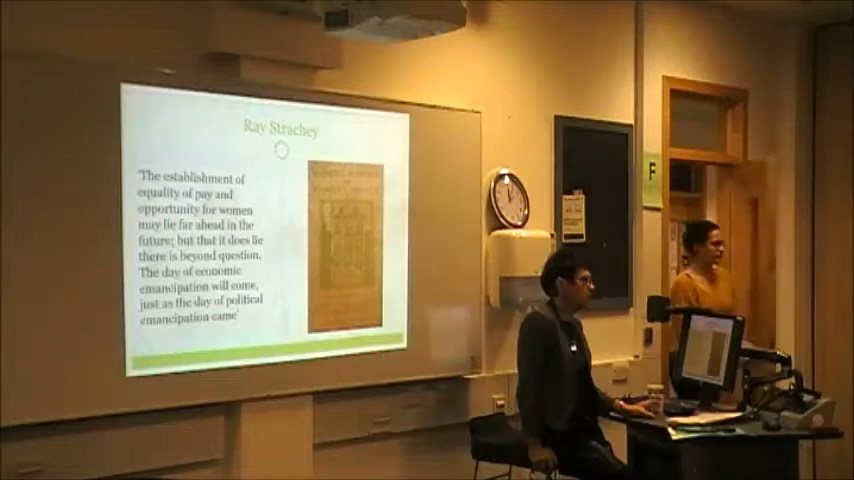 Ray Strachey
'The establishment of
equality of pay and
opportunity for women
may lie far ahead in the
future; but that it does lie
there is beyond question.
The day of economic
emancipation will come,
just as the day of political
emancipation came'
F